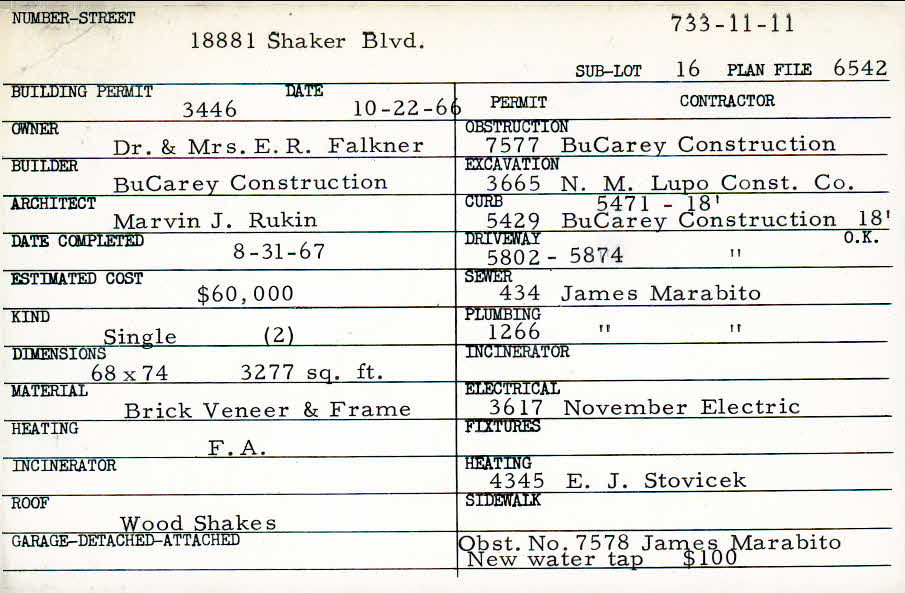 NUMBER-STREET 733-11-11
18881 Shaker Blvd.
SUB-LOT 16 PLAN FILE 6542
BUILDING PERMIT DATE
3446 10-22-66
OWNER
Dr. & Mrs. E. R. Falkner
BUILDER
BuCarey Construction
ARCHITECT
Marvin J. Rukin
DATE COMPLETED
8-31-67
ESTIMATED COST
$60,000
KIND
Single (2)
DIMENSIONS
68 x 74 3277 sq. ft.
MATERIAL
Brick Veneer & Frame
HEATING
F. A.
INCINERATOR
ROOF
Wood Shakes
GARAGE-DETACHED-ATTACHED
PERMIT CONTRACTOR
OBSTRUCTION
7577 BuCarey Construction
EXCAVATION
3665 N. M. Lupo Const. Co.
CURB 5471 - 18'
5429 BuCarey Construction 18'
DRIVEWAY O.K.
5802 - 5874 "
SEWER
434 James Marabito
PLUMBING
1266 " "
INCINERATOR
ELECTRICAL
3617 November Electric
FIXTURES
HEATING
4345 E. J. Stovicek
SIDEWALK
Obst. No. 7578 James Marabito
New water tap $100